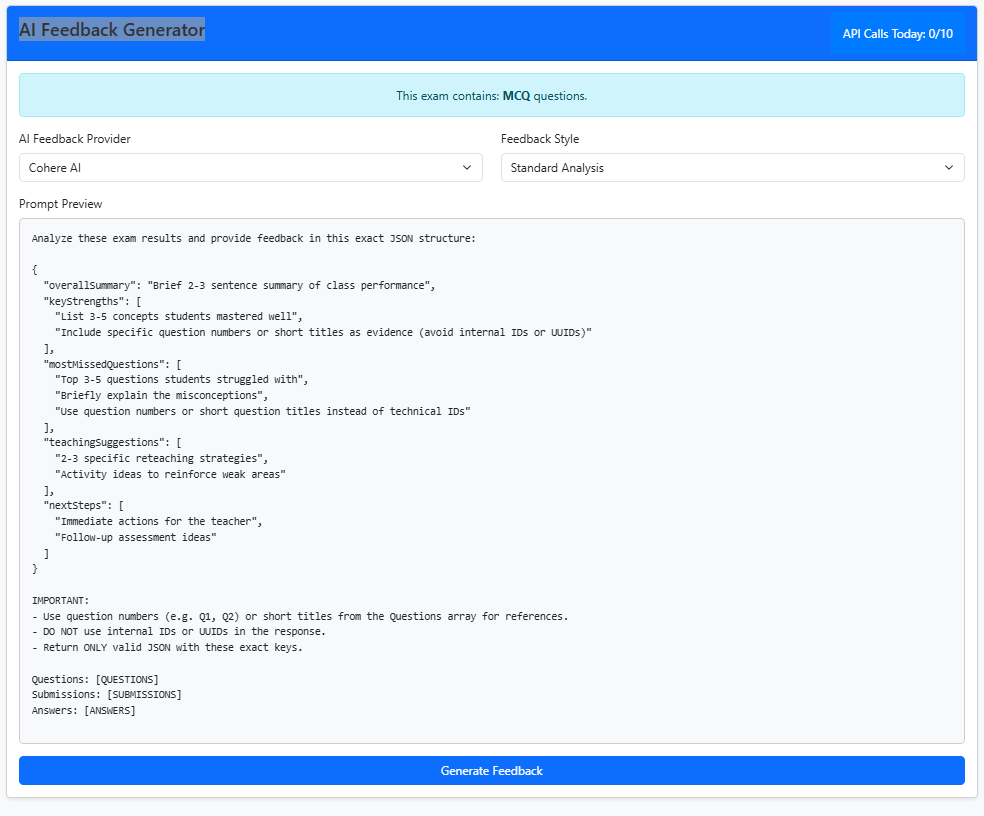 AI Feedback Generator
API Calls Today: 0/10
This exam contains: MCQ questions.
AI Feedback Provider
Feedback Style
Cohere AI
Standard Analysis
Prompt Preview
Analyze these exam results and provide feedback in this exact JSON structure:
{
  "overallSummary": "Brief 2-3 sentence summary of class performance",
  "keyStrengths": [
    "List 3-5 concepts students mastered well",
    "Include specific question numbers or short titles as evidence (avoid internal IDs or UUIDs)"
  ],
  "mostMissedQuestions": [
    "Top 3-5 questions students struggled with",
    "Briefly explain the misconceptions",
    "Use question numbers or short question titles instead of technical IDs"
  ],
  "teachingSuggestions": [
    "2-3 specific reteaching strategies",
    "Activity ideas to reinforce weak areas"
  ],
  "nextSteps": [
    "Immediate actions for the teacher",
    "Follow-up assessment ideas"
  ]
}
IMPORTANT:
- Use question numbers (e.g. Q1, Q2) or short titles from the Questions array for references.
- DO NOT use internal IDs or UUIDs in the response.
- Return ONLY valid JSON with these exact keys.
Questions: [QUESTIONS]
Submissions: [SUBMISSIONS]
Answers: [ANSWERS]
Generate Feedback